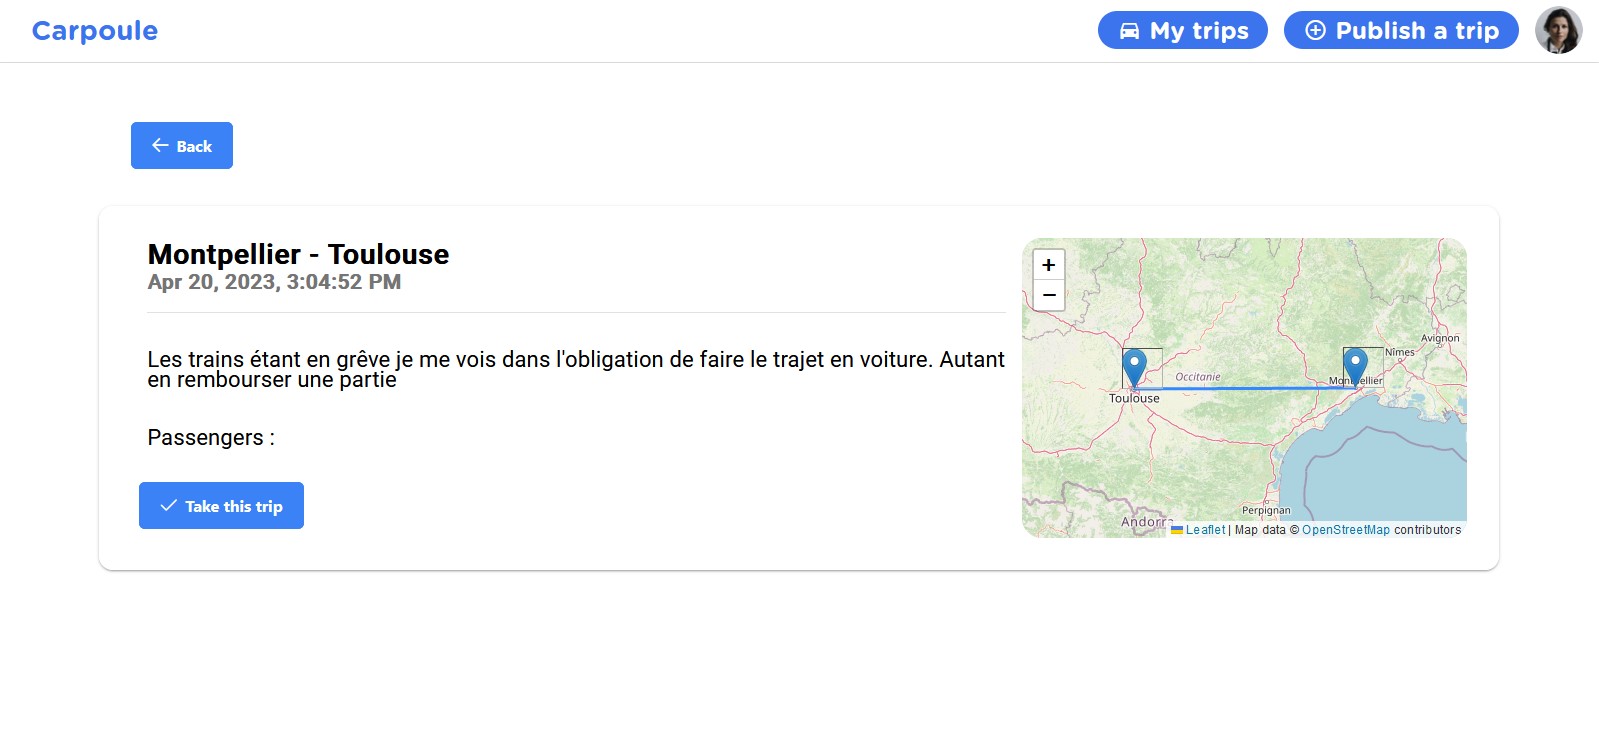 Carpoule
My trips
Publish a trip
Back
Montpellier - Toulouse
Apr 20, 2023, 3:04:52 PM
Les trains étant en grêve je me vois dans l'obligation de faire le trajet en voiture. Autant
en rembourser une partie
Passengers :
Take this trip
+
−
Avignon
Nîmes
Occitanie
Montpellier
Toulouse
Perpignan
Andorra
Leaflet | Map data © OpenStreetMap contributors